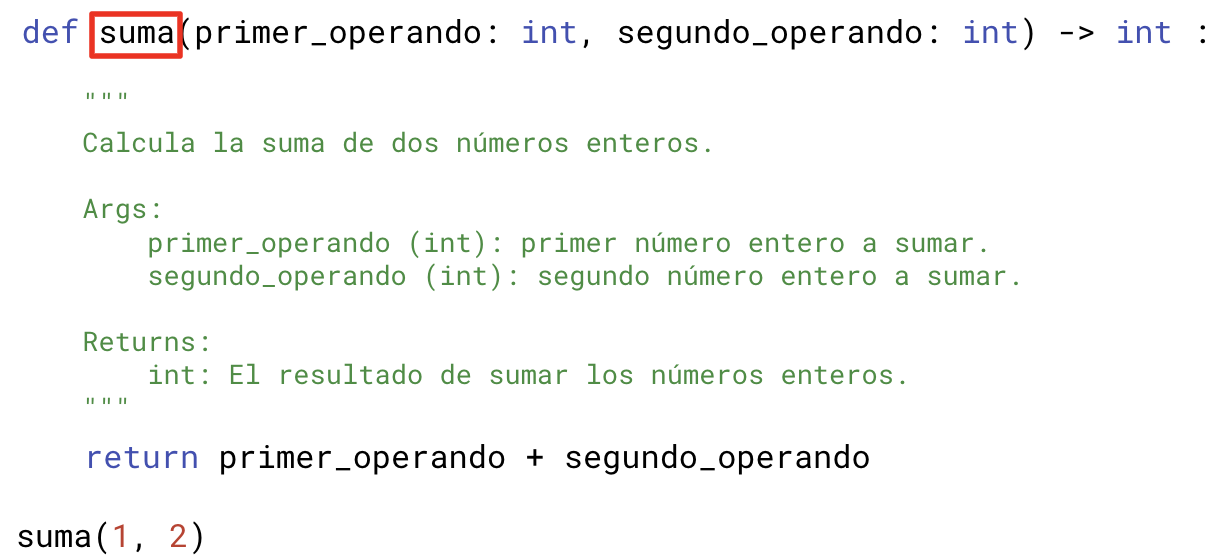 def suma(primer_operando: int, segundo_operando: int) -> int :
"""
Calcula la suma de dos números enteros.
Args:
primer_operando (int): primer número entero a sumar.
segundo_operando (int): segundo número entero a sumar.
Returns:
int: El resultado de sumar los números enteros.
"""
return primer_operando + segundo_operando
suma(1, 2)